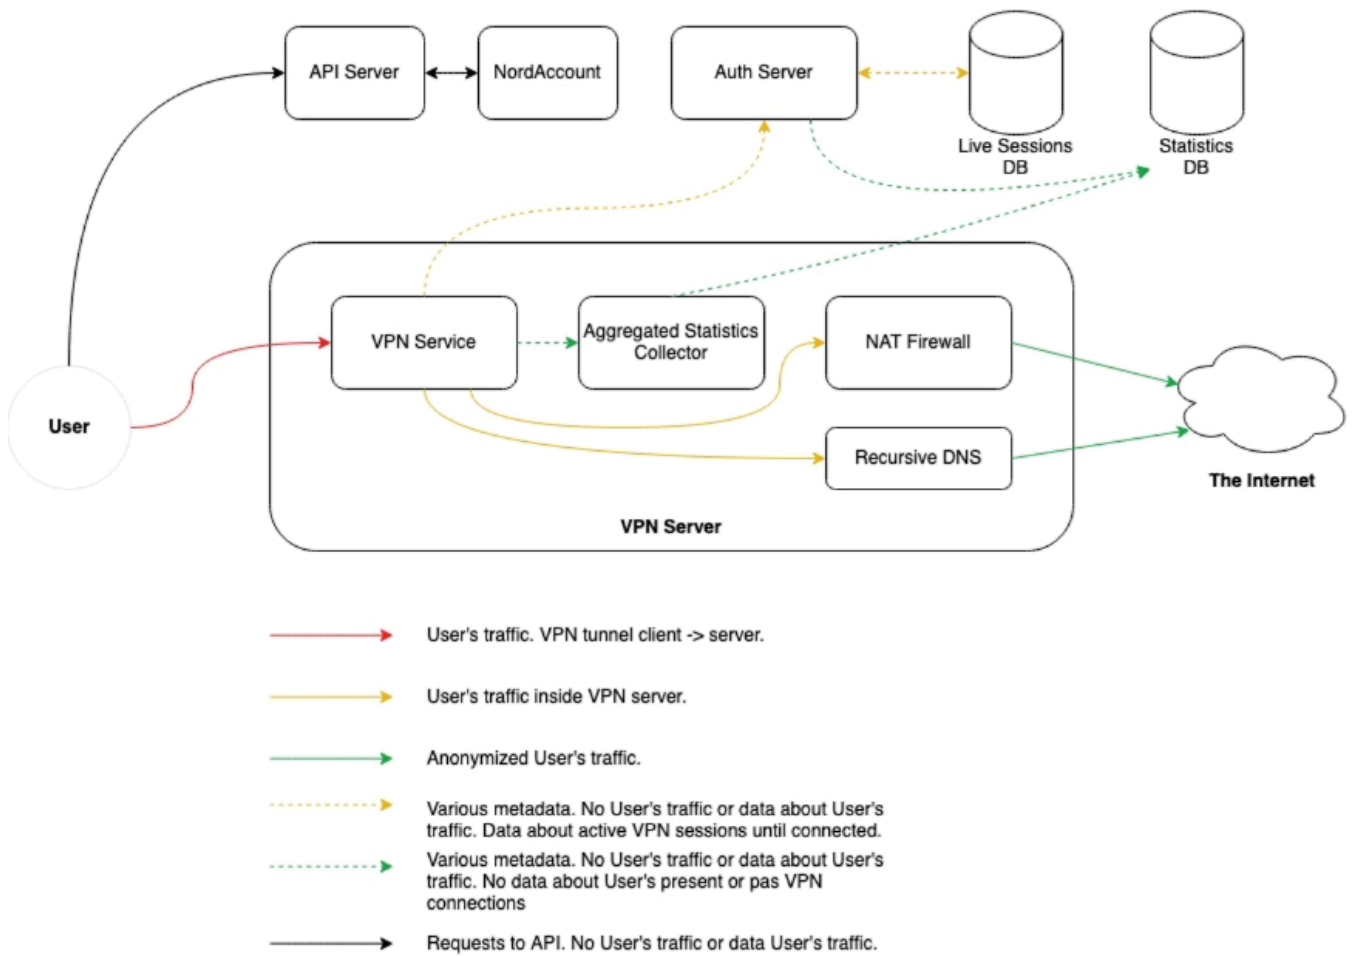 API Server
NordAccount
Auth Server
Live Sessions
DB
Statistics
DB
VPN Service
Aggregated Statistics
Collector
NAT Firewall
User
Recursive DNS
The Internet
VPN Server
User's traffic. VPN tunnel client -> server.
User's traffic inside VPN server.
Anonymized User's traffic.
Various metadata. No User's traffic or data about User's
traffic. Data about active VPN sessions until connected.
Various metadata. No User's traffic or data about User's
traffic. No data about User's present or pas VPN
connections
Requests to API. No User's traffic or data User's traffic.